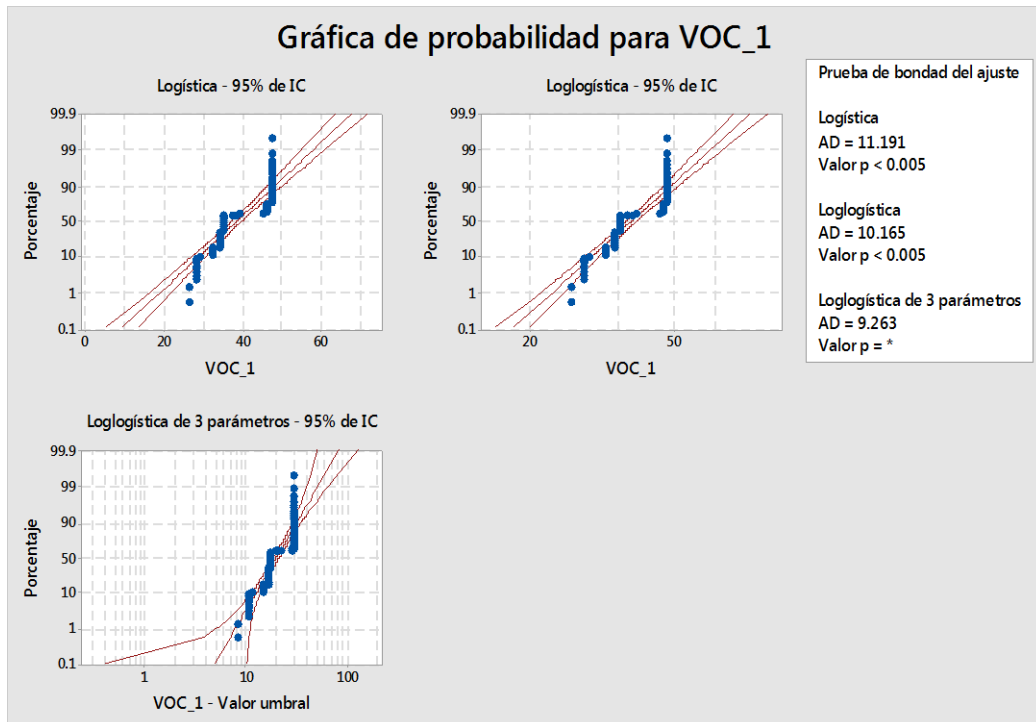 Gráfica de probabilidad para VOC_1
Logística - 95% de IC
99.9
99
90
50
10
1
0.1
Porcentaje
0
20
40
60
VOC_1
Loglogística - 95% de IC
99.9
99
90
50
10
1
0.1
Porcentaje
20
50
VOC_1
Prueba de bondad del ajuste
Logística
AD = 11.191
Valor p < 0.005
Loglogística
AD = 10.165
Valor p < 0.005
Loglogística de 3 parámetros
AD = 9.263
Valor p = *
Loglogística de 3 parámetros - 95% de IC
99.9
99
90
50
10
1
0.1
Porcentaje
1
10
100
VOC_1 - Valor umbral